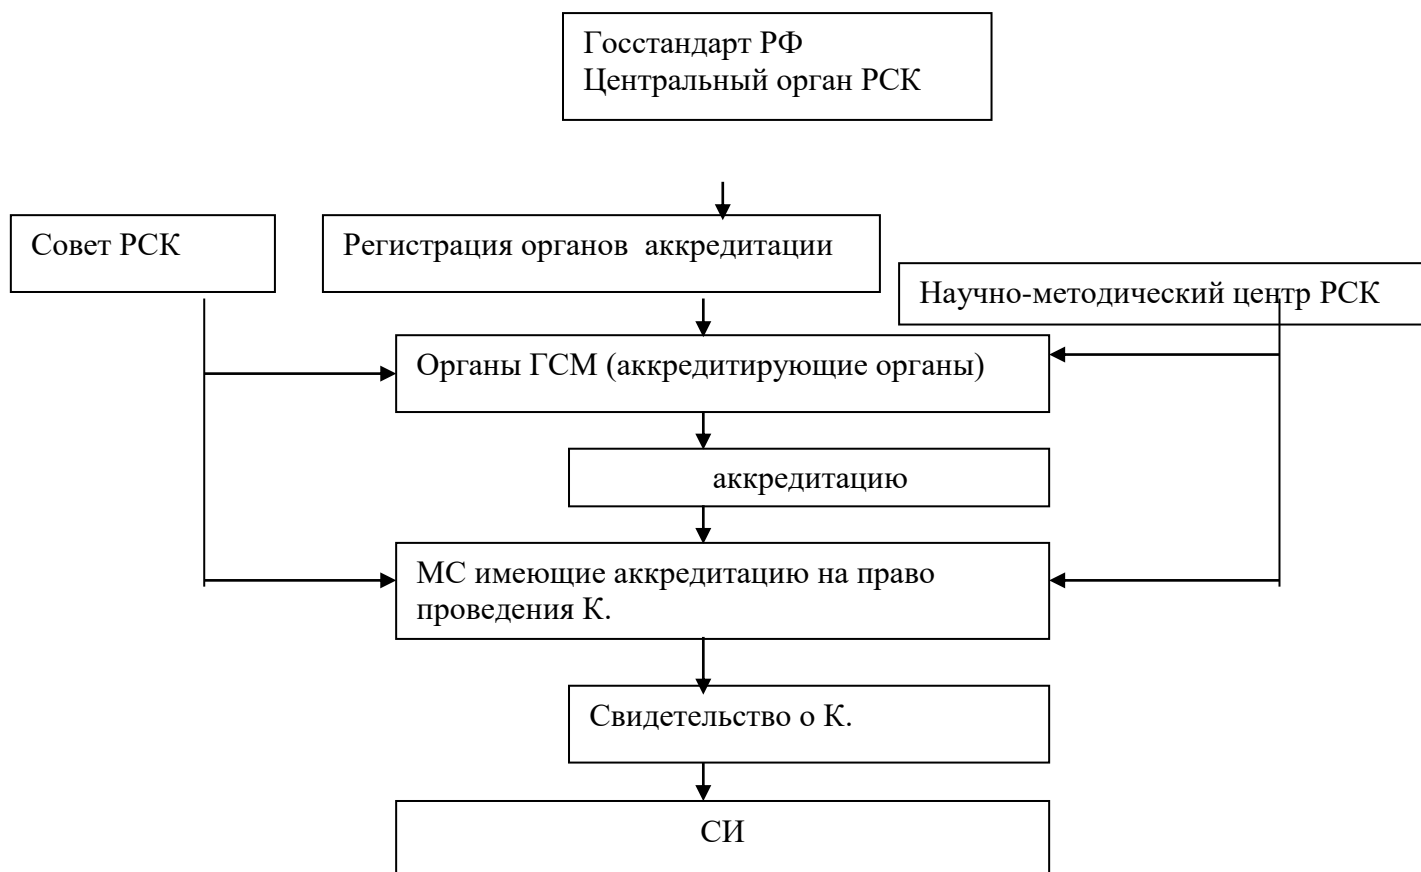 Госстандарт РФ
Центральный орган РСК
Совет РСК
Регистрация органов аккредитации
Научно-методический центр РСК
Органы ГСМ (аккредитирующие органы)
аккредитацию
МС имеющие аккредитацию на право
проведения К.
Свидетельство о К.
СИ